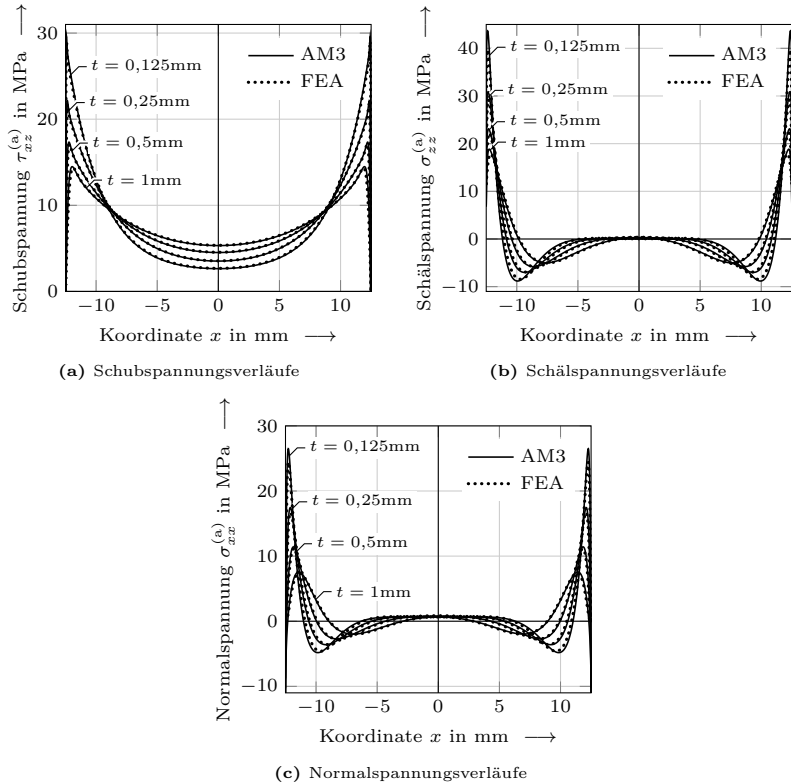 Schubspannung τxz(a) in MPa ⟶
30
20
10
0
t = 0,125mm
t = 0,25mm
t = 0,5mm
t = 1mm
AM3
FEA
−10 −5 0 5 10
Koordinate x in mm ⟶
(a) Schubspannungsverläufe
Schälspannung σzz(a) in MPa ⟶
40
30
20
10
0
−10
t = 0,125mm
t = 0,25mm
t = 0,5mm
t = 1mm
AM3
FEA
−10 −5 0 5 10
Koordinate x in mm ⟶
(b) Schälspannungsverläufe
Normalspannung σxx(a) in MPa ⟶
30
20
10
0
−10
t = 0,125mm
t = 0,25mm
t = 0,5mm
t = 1mm
AM3
FEA
−10 −5 0 5 10
Koordinate x in mm ⟶
(c) Normalspannungsverläufe